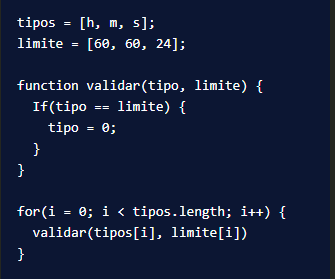 tipos = [h, m, s];
limite = [60, 60, 24];
function validar(tipo, limite) {
If(tipo == limite) {
tipo = 0;
}
}
for(i = 0; i < tipos.length; i++) {
validar(tipos[i], limite[i])
}